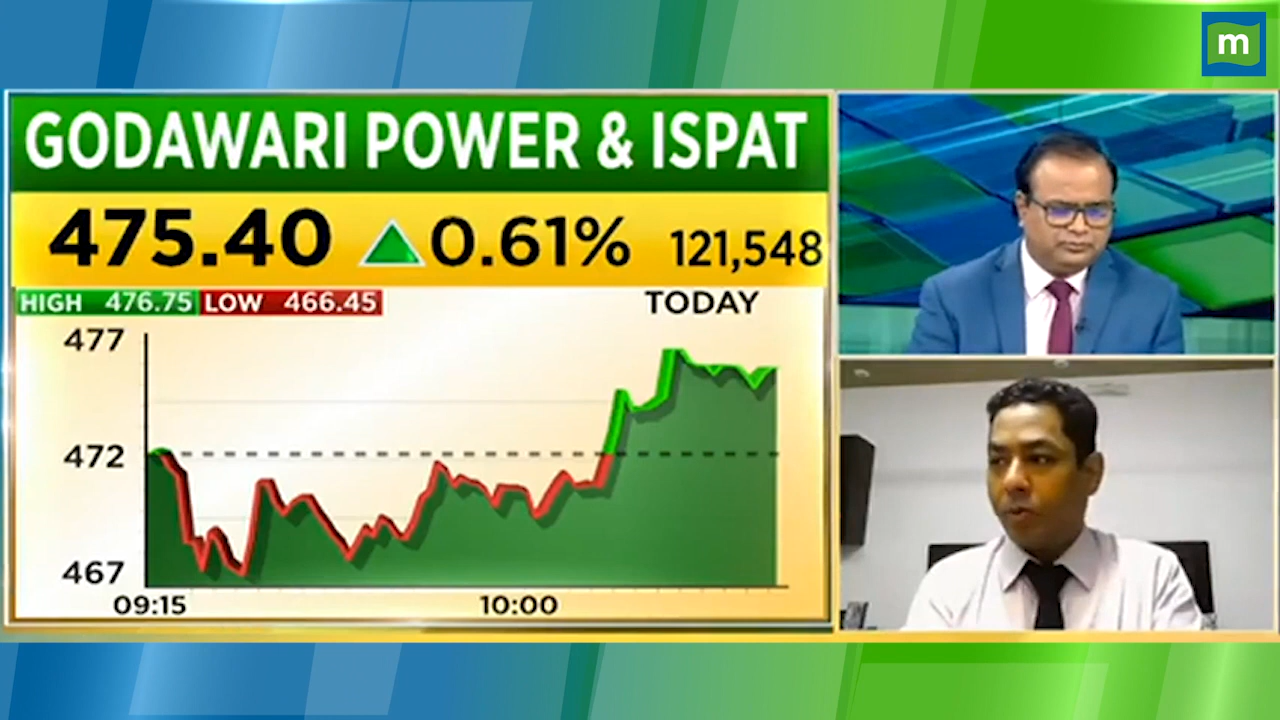 m
GODAWARI POWER & ISPAT
475.40 0.61% 121,548
HIGH 476.75 LOW 466.45 TODAY
477
472
467
09:15 10:00